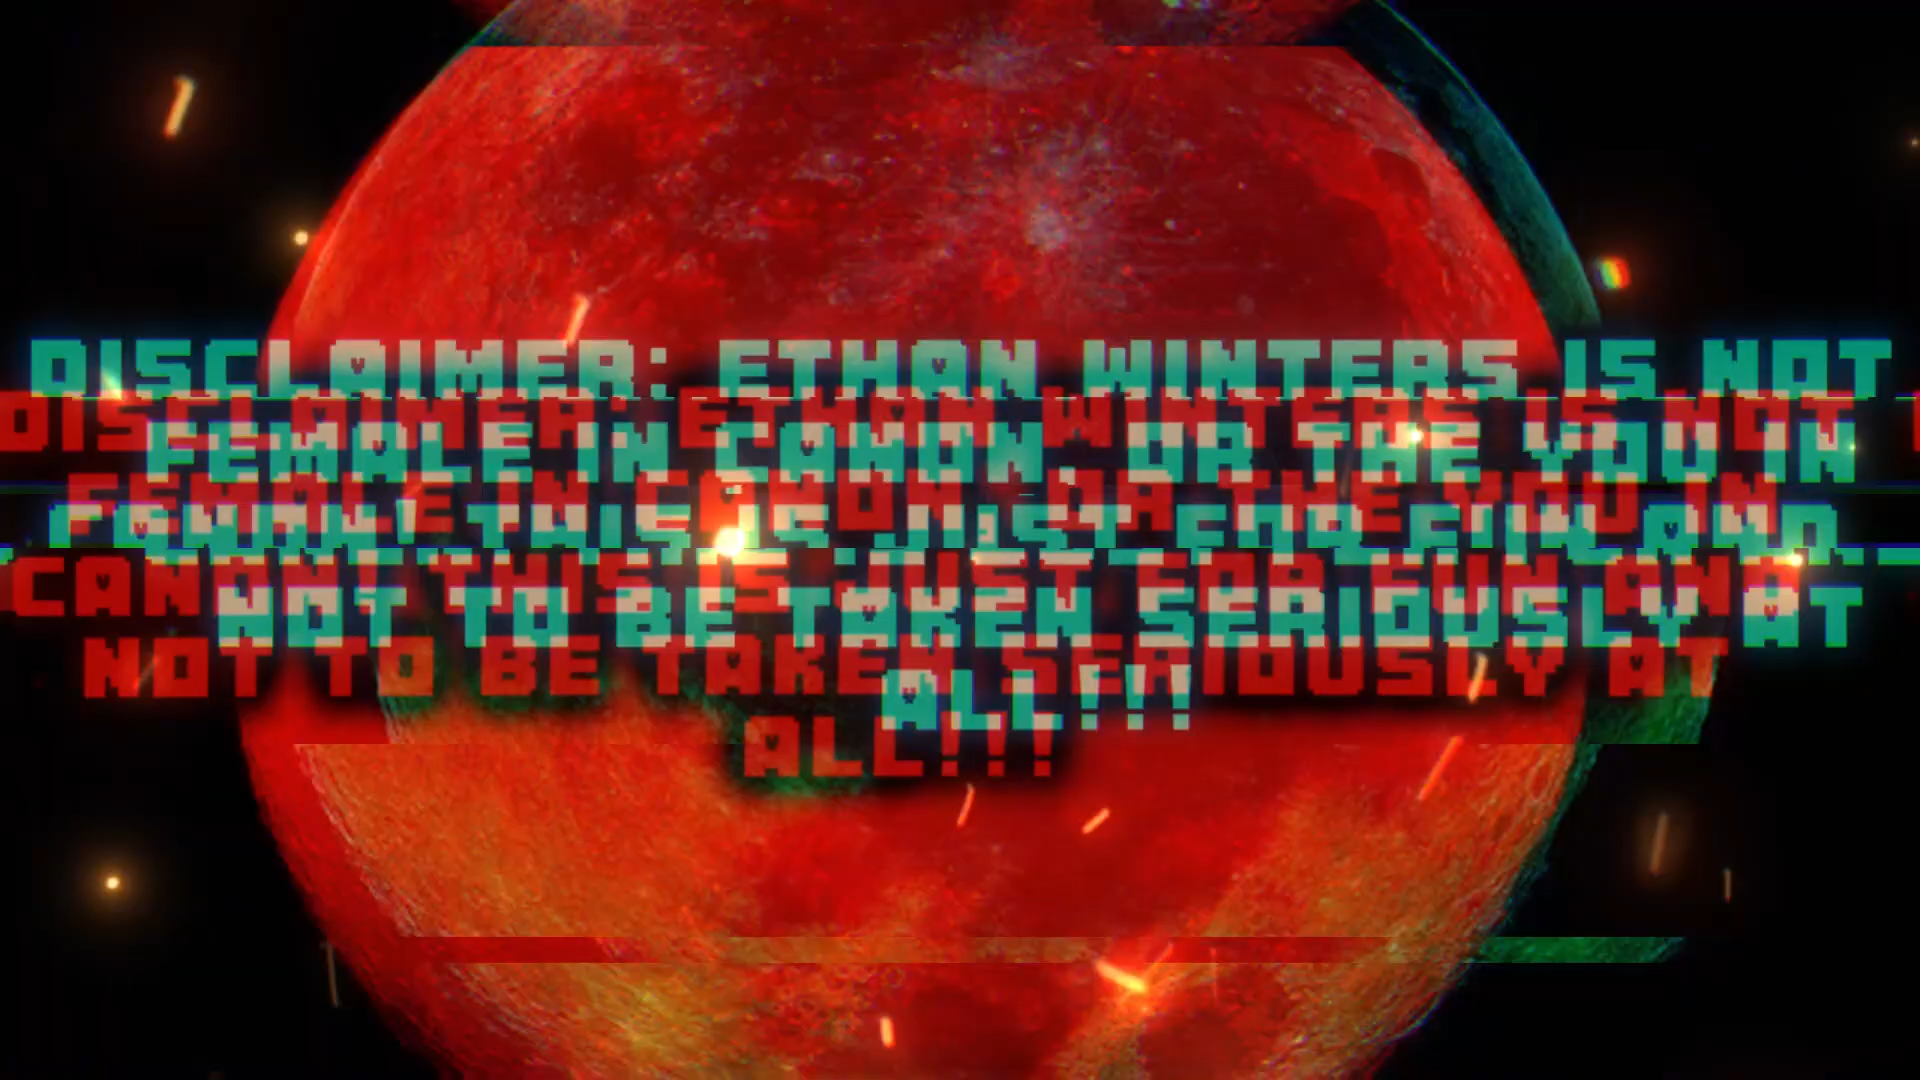 DISCLAIMER: ETHAN WINTERS IS NOT
FEMALE IN CANON, OR THE YOU IN
CANON! THIS IS JUST FOR FUN AND
NOT TO BE TAKEN SERIOUSLY AT
ALL!!!